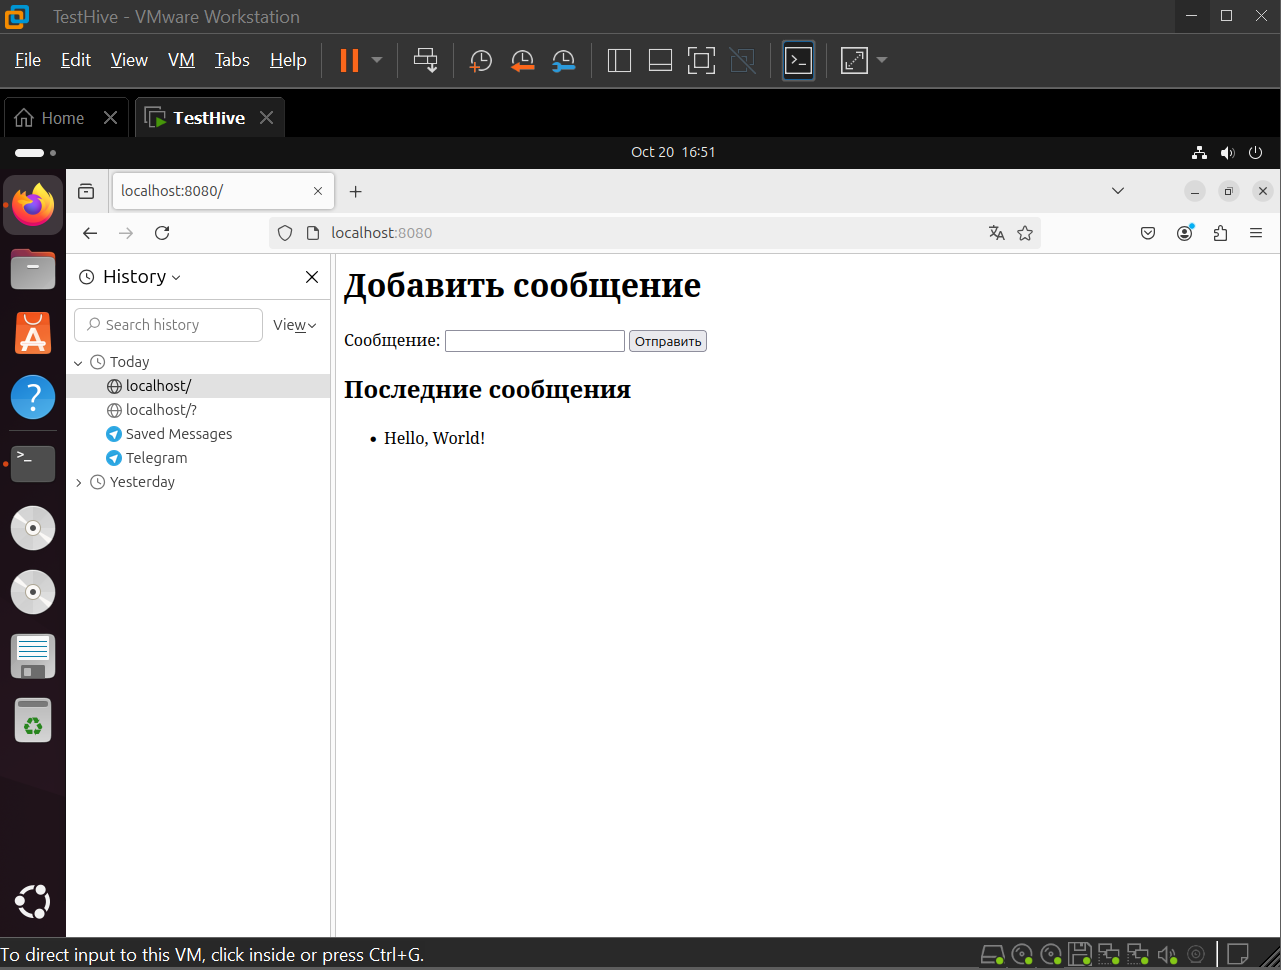 TestHive - VMware Workstation
File Edit View VM Tabs Help
Home TestHive
Oct 20 16:51
localhost:8080/
localhost:8080
History
Search history View
Today
localhost/
localhost/?
Saved Messages
Telegram
Yesterday
Добавить сообщение
Сообщение: Отправить
Последние сообщения
• Hello, World!
To direct input to this VM, click inside or press Ctrl+G.